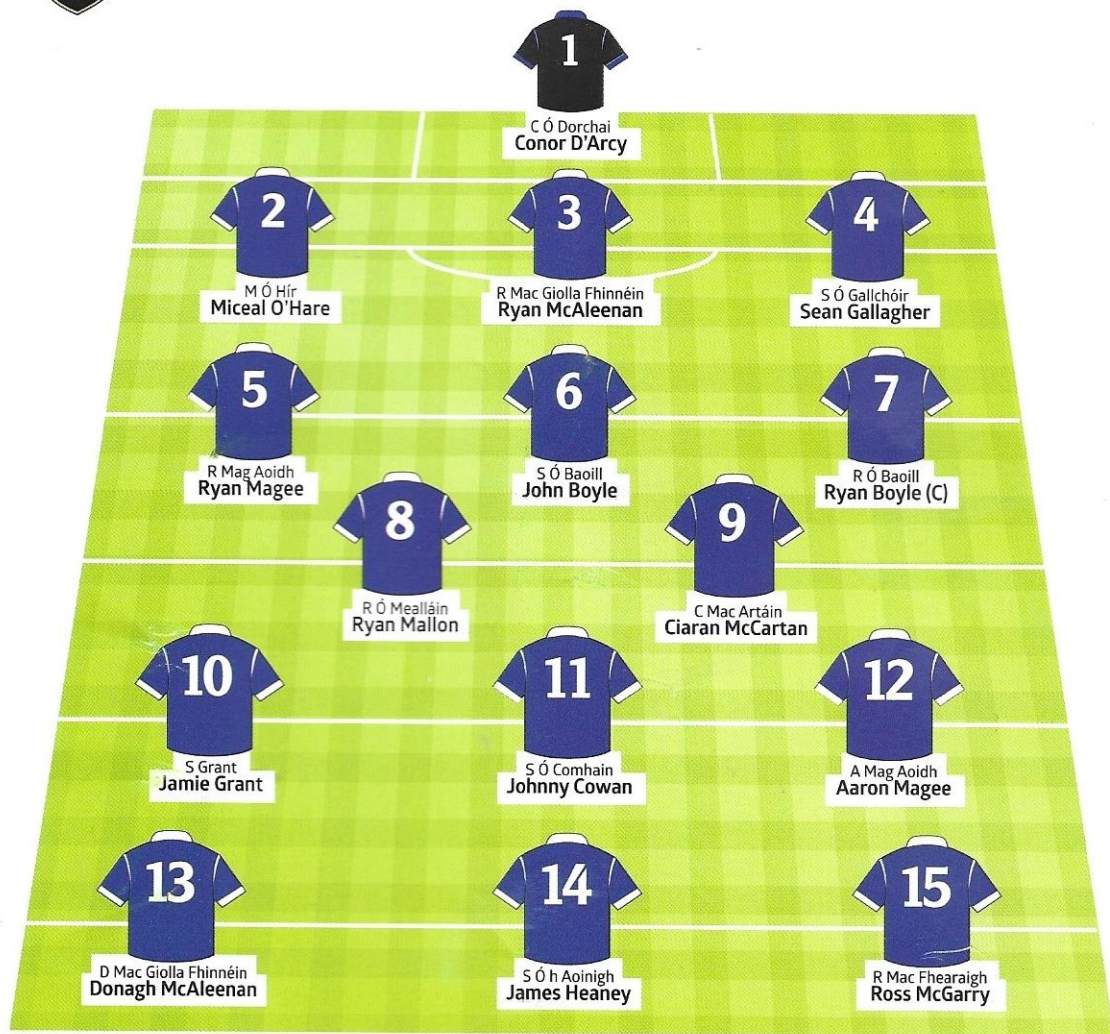 1
C Ó Dorchai
Conor D'Arcy
2
3
4
M Ó Hír
Miceal O'Hare
R Mac Giolla Fhinnéin
Ryan McAleenan
S Ó Gallchóir
Sean Gallagher
5
6
7
R Mag Aoidh
Ryan Magee
S Ó Baoill
John Boyle
R Ó Baoill
Ryan Boyle (C)
8
9
R Ó Mealláin
Ryan Mallon
C Mac Artáin
Ciaran McCartan
10
11
12
S Grant
Jamie Grant
S Ó Comhain
Johnny Cowan
A Mag Aoidh
Aaron Magee
13
14
15
D Mac Giolla Fhinnéin
Donagh McAleenan
S Ó h Aoinigh
James Heaney
R Mac Fhearaigh
Ross McGarry